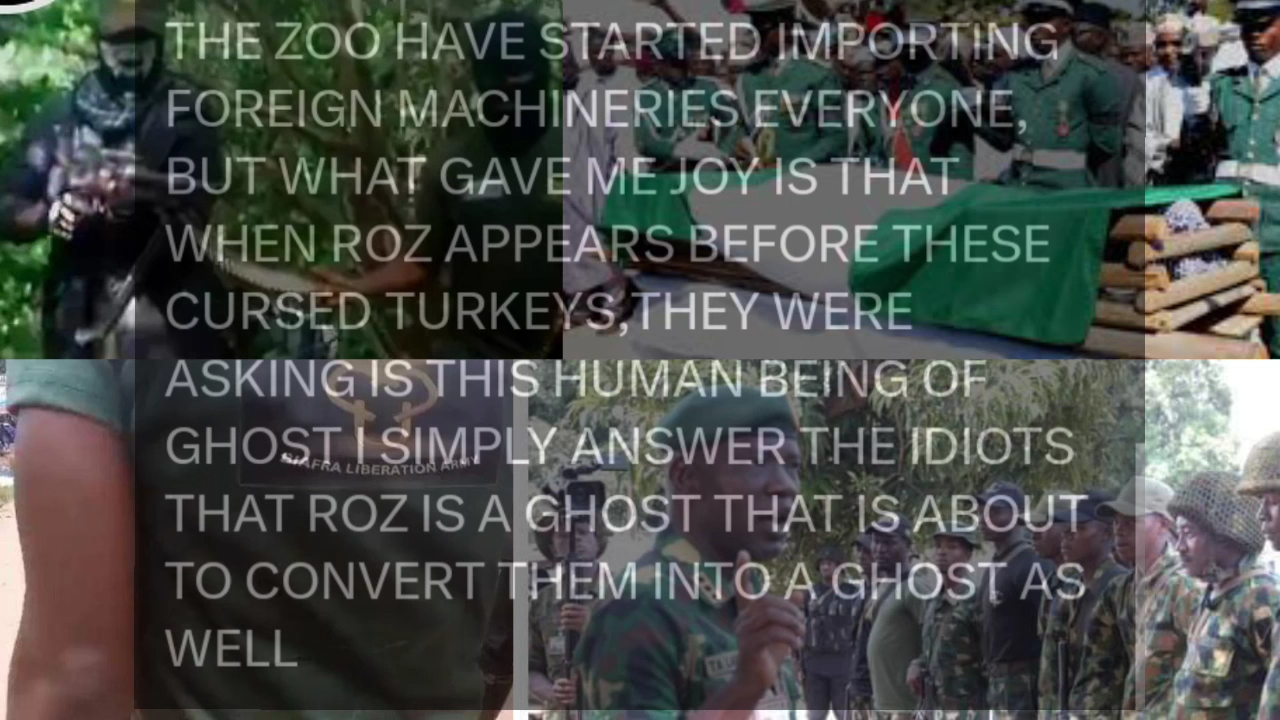 THE ZOO HAVE STARTED IMPORTING
FOREIGN MACHINERIES EVERYONE,
BUT WHAT GAVE ME JOY IS THAT
WHEN ROZ APPEARS BEFORE THESE
CURSED TURKEYS,THEY WERE
ASKING IS THIS HUMAN BEING OF
GHOST I SIMPLY ANSWER THE IDIOTS
BIAFRA LIBERATION ARMY
THAT ROZ IS A GHOST THAT IS ABOUT
TO CONVERT THEM INTO A GHOST AS
WELL